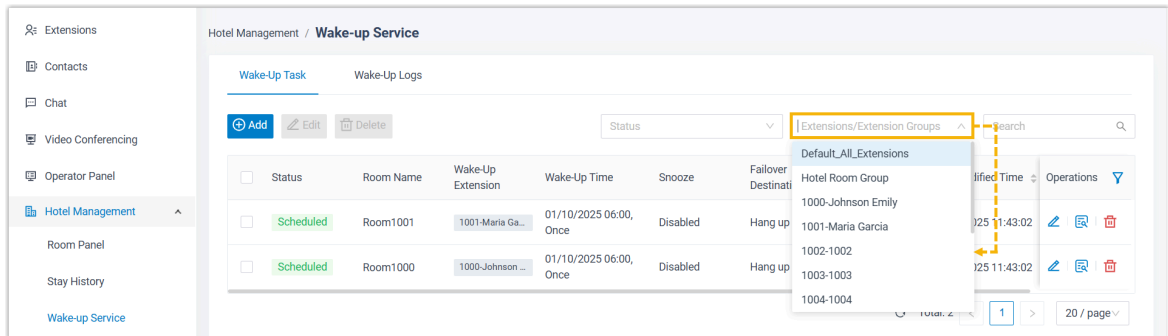 Extensions
Contacts
Chat
Video Conferencing
Operator Panel
Hotel Management
Room Panel
Stay History
Wake-up Service
Hotel Management / Wake-up Service
Wake-Up Task Wake-Up Logs
Add Edit Delete Status Extensions/Extension Groups Search
Default_All_Extensions
Hotel Room Group
1000-Johnson Emily
1001-Maria Garcia
1002-1002
1003-1003
1004-1004
Status Room Name Wake-Up Extension Wake-Up Time Snooze Failover Time Operations
Scheduled Room1001 1001-Maria Ga... 01/10/2025 06:00, Once Disabled Hang up 11:43:02
Scheduled Room1000 1000-Johnson ... 01/10/2025 06:00, Once Disabled Hang up 11:43:02
Total: 2 1 20 / page